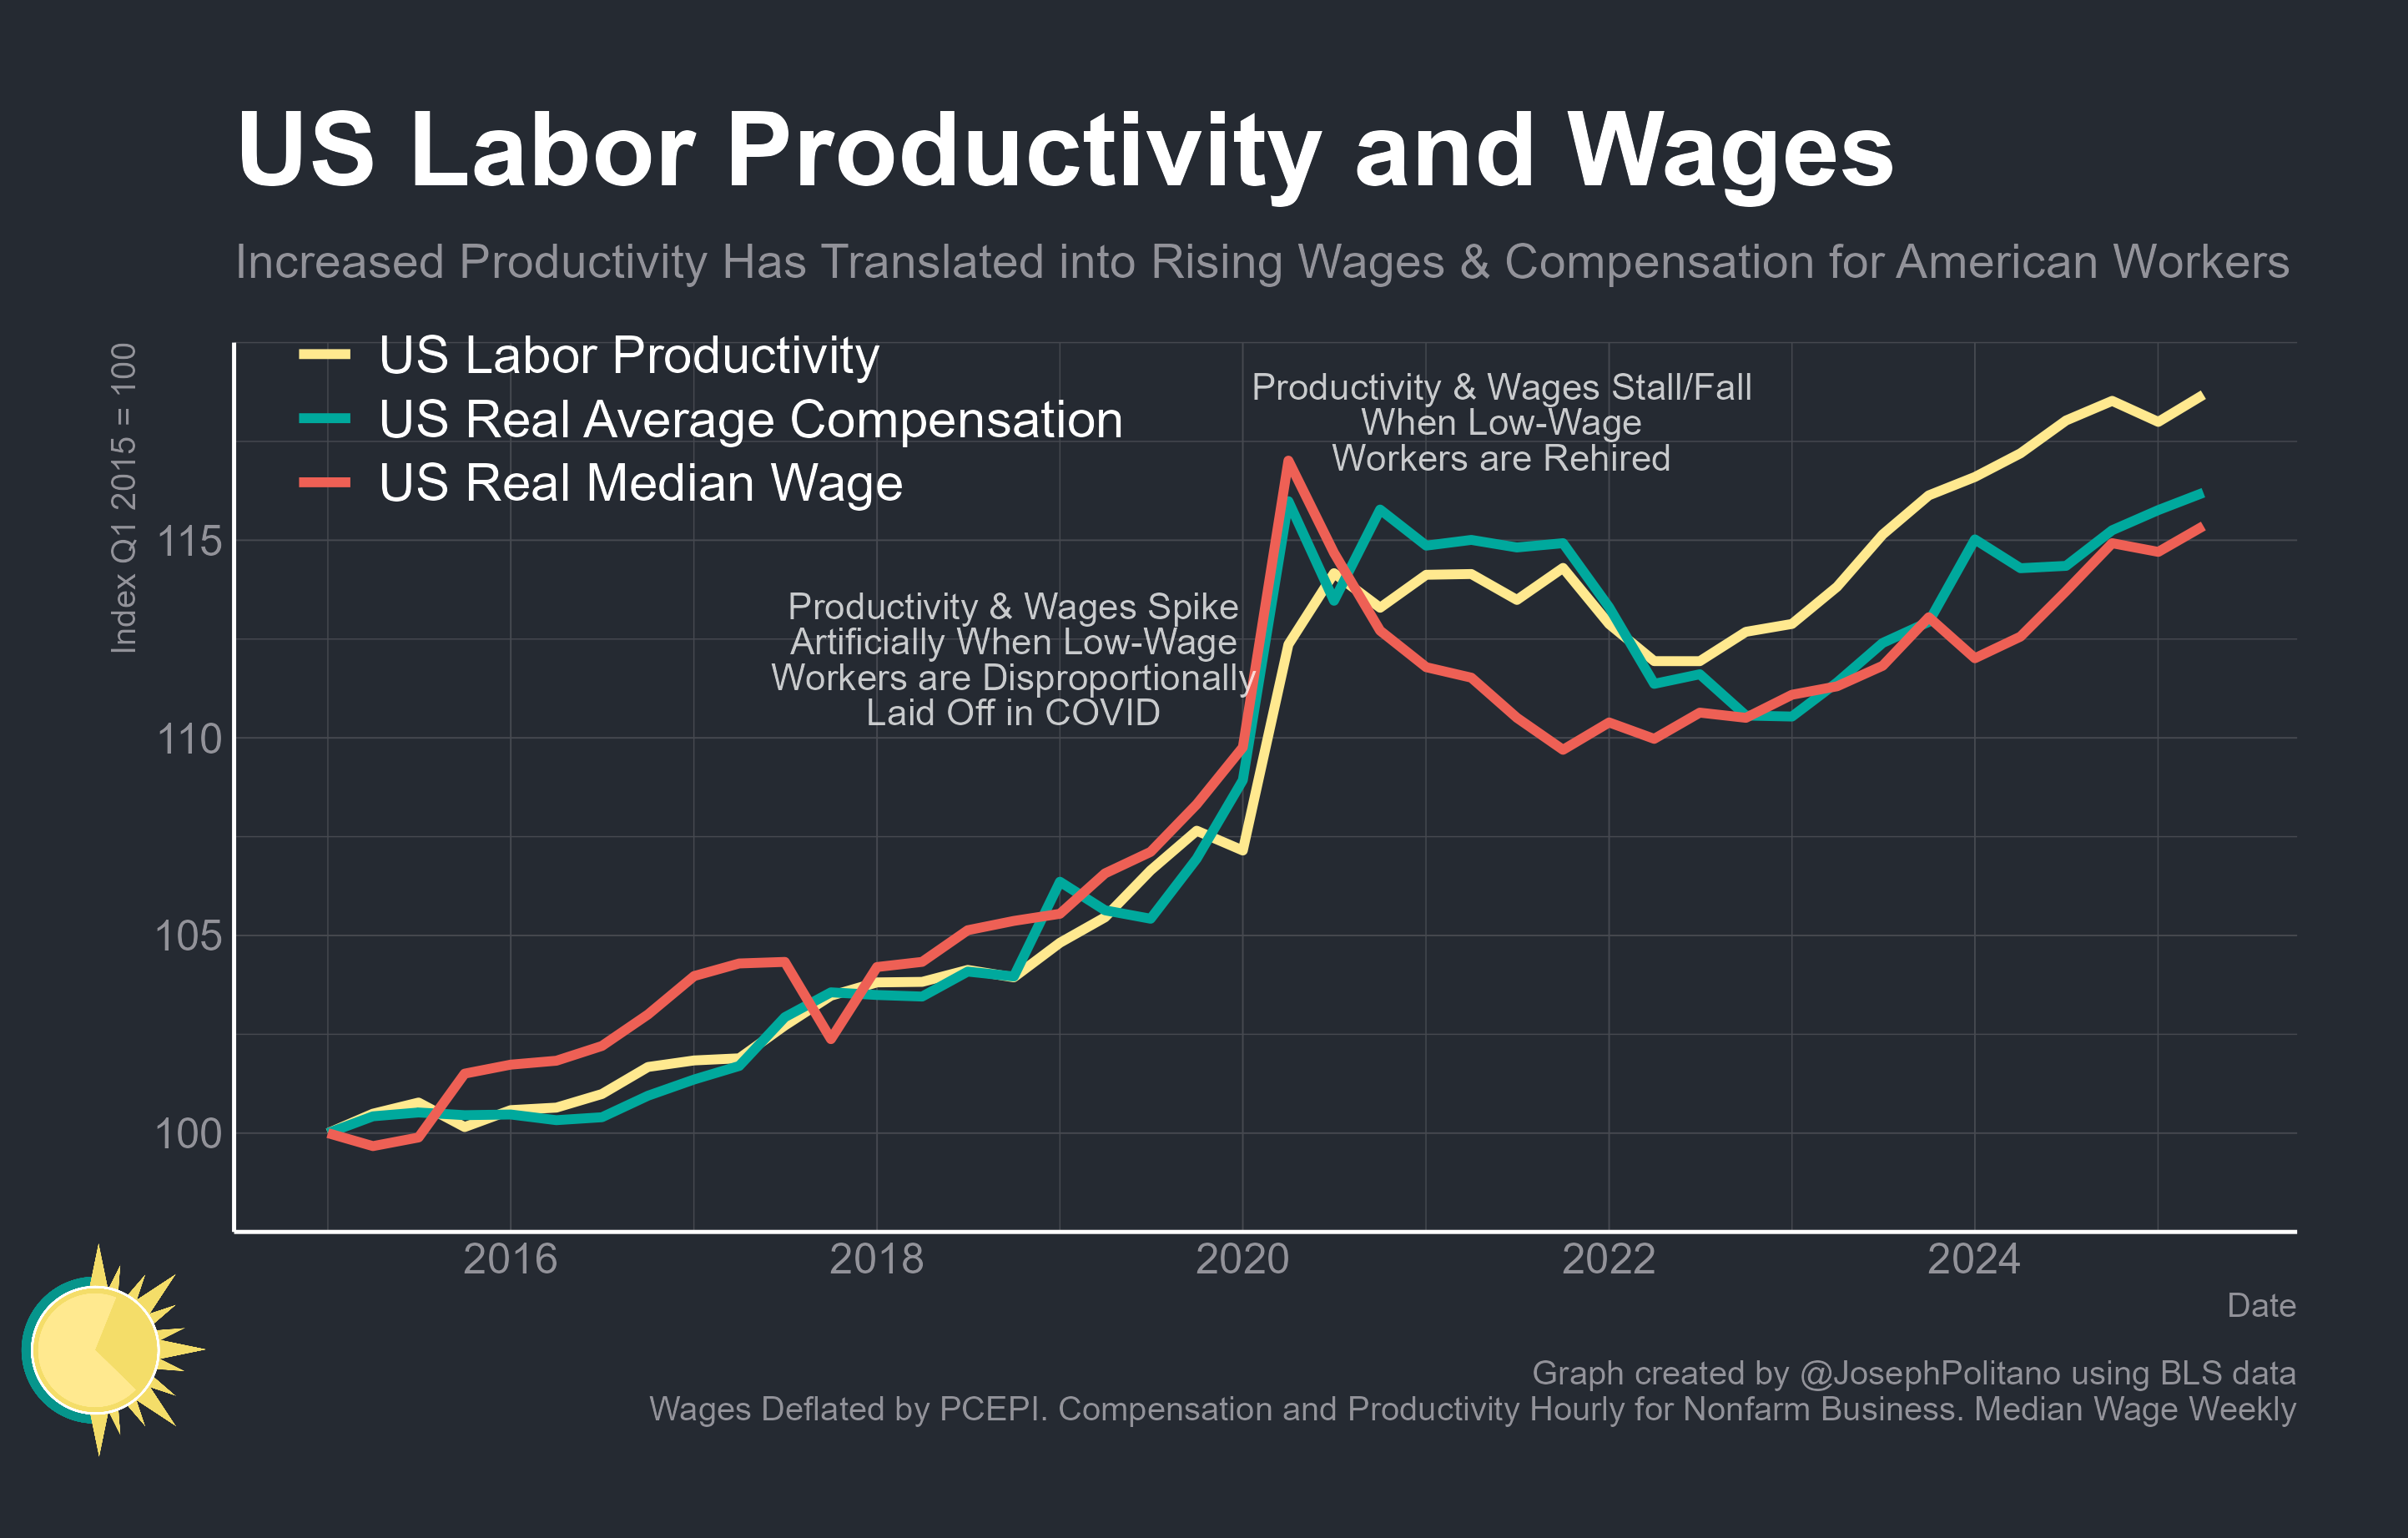 US Labor Productivity and Wages
Increased Productivity Has Translated into Rising Wages & Compensation for American Workers
Index Q1 2015 = 100
US Labor Productivity
US Real Average Compensation
US Real Median Wage
Productivity & Wages Stall/Fall
When Low-Wage
Workers are Rehired
Productivity & Wages Spike
Artificially When Low-Wage
Workers are Disproportionally
Laid Off in COVID
115
110
105
100
2016
2018
2020
2022
2024
Date
Graph created by @JosephPolitano using BLS data
Wages Deflated by PCEPI. Compensation and Productivity Hourly for Nonfarm Business. Median Wage Weekly